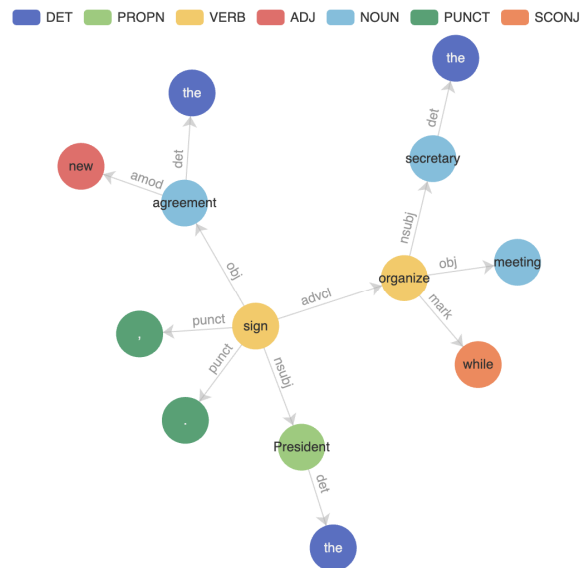 DET PROPN VERB ADJ NOUN PUNCT SCONJ
the
the
det
det
new
amod
secretary
agreement
nsubj
obj
meeting
obj
organize
advcl
mark
punct
sign
,
while
punct
nsubj
.
President
det
the